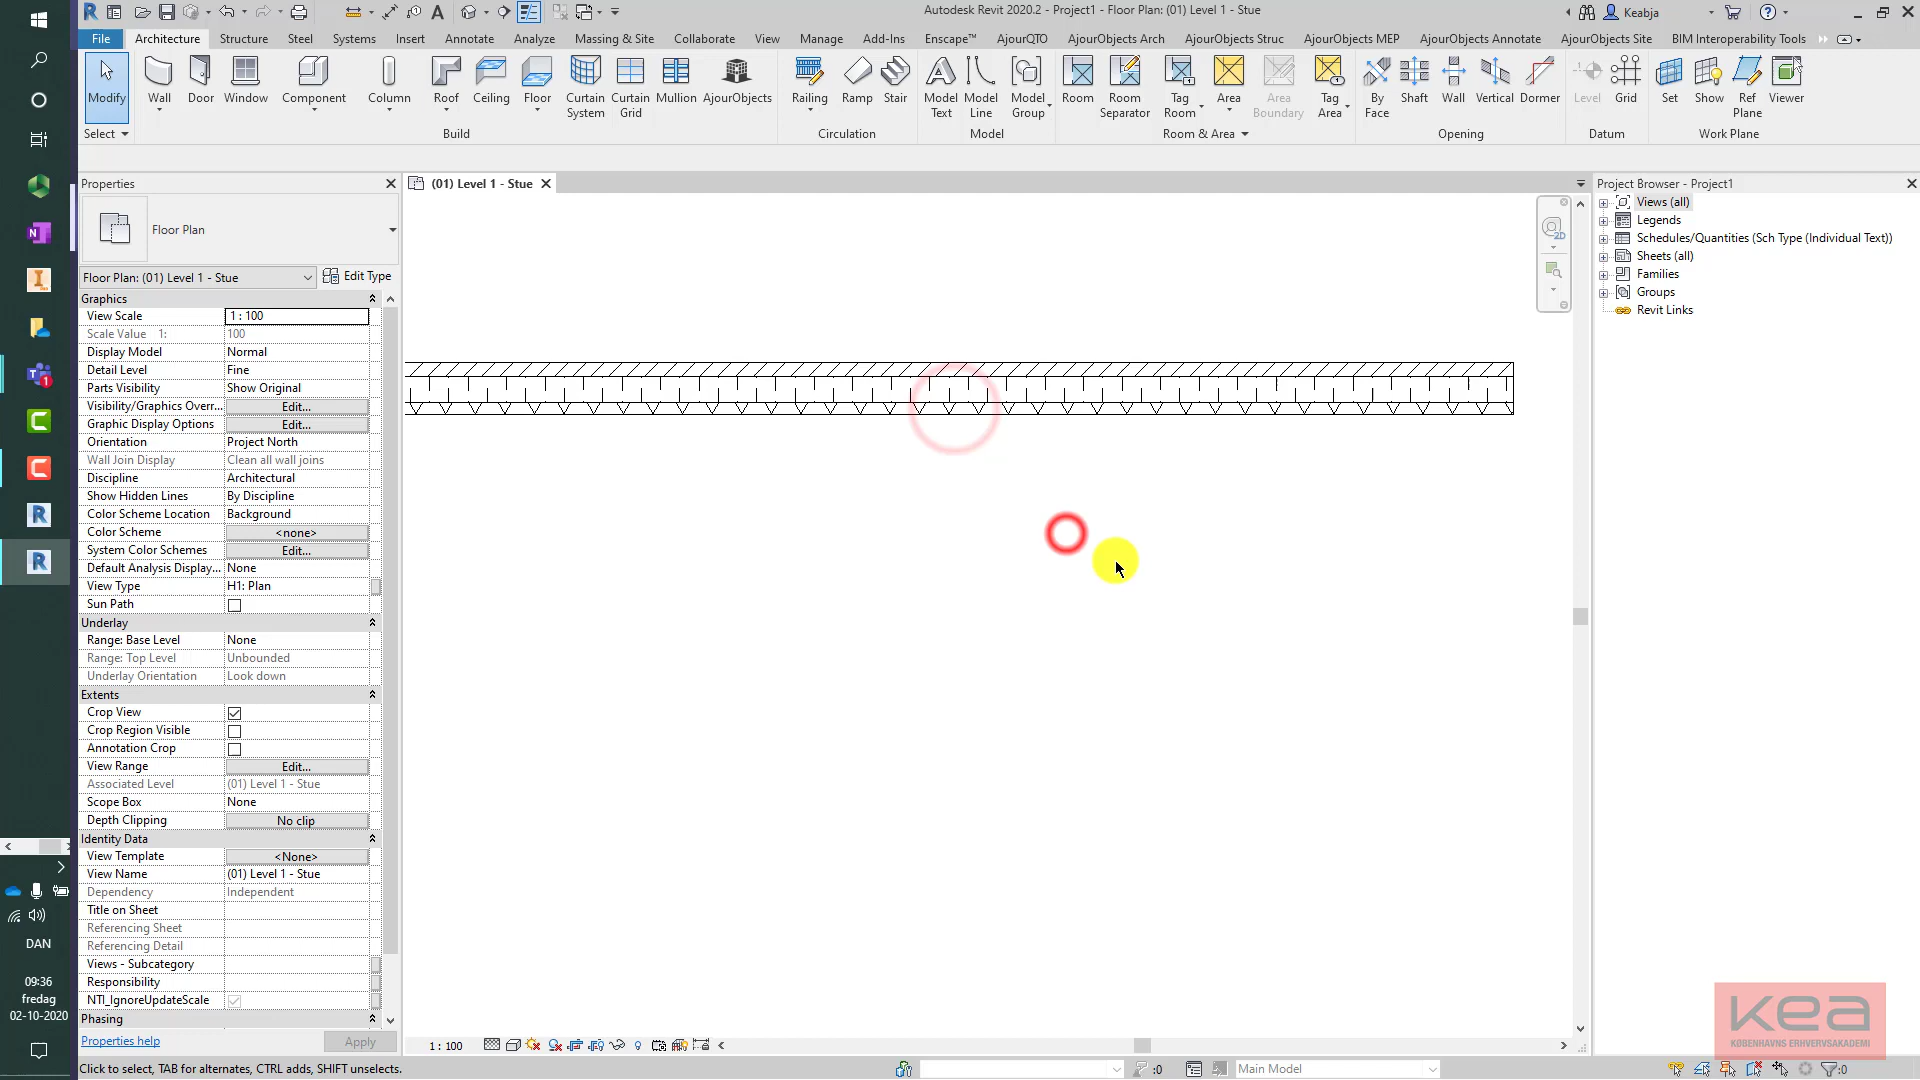 Autodesk Revit 2020.2 - Project1 - Floor Plan: (01) Level 1 - Stue
Keabja
File Architecture Structure Steel Systems Insert Annotate Analyze Massing & Site Collaborate View Manage Add-Ins Enscape™ AjourQTO AjourObjects Arch AjourObjects Struc AjourObjects MEP AjourObjects Annotate AjourObjects Site BIM Interoperability Tools
Modify Wall Door Window Component Column Roof Ceiling Floor Curtain System Curtain Grid Mullion AjourObjects Railing Ramp Stair Model Text Model Line Model Group Room Room Separator Tag Room Area Area Boundary Tag Area By Face Shaft Wall Vertical Dormer Level Grid Set Show Ref Plane Viewer
Select Build Circulation Model Room & Area Opening Datum Work Plane
Properties
(01) Level 1 - Stue
Project Browser - Project1
Floor Plan
Floor Plan: (01) Level 1 - Stue Edit Type
Graphics
View Scale 1 : 100
Scale Value 1: 100
Display Model Normal
Detail Level Fine
Parts Visibility Show Original
Visibility/Graphics Overr... Edit...
Graphic Display Options Edit...
Orientation Project North
Wall Join Display Clean all wall joins
Discipline Architectural
Show Hidden Lines By Discipline
Color Scheme Location Background
Color Scheme <none>
System Color Schemes Edit...
Default Analysis Display... None
View Type H1: Plan
Sun Path
Underlay
Range: Base Level None
Range: Top Level Unbounded
Underlay Orientation Look down
Extents
Crop View
Crop Region Visible
Annotation Crop
View Range Edit...
Associated Level (01) Level 1 - Stue
Scope Box None
Depth Clipping No clip
Identity Data
View Template <None>
View Name (01) Level 1 - Stue
Dependency Independent
Title on Sheet
Referencing Sheet
Referencing Detail
Views - Subcategory
Responsibility
NTI_IgnoreUpdateScale
Phasing
Properties help Apply
Views (all)
Legends
Schedules/Quantities (Sch Type (Individual Text))
Sheets (all)
Families
Groups
Revit Links
2D
1 : 100
Click to select, TAB for alternates, CTRL adds, SHIFT unselects.
:0
Main Model
:0
DAN
09:36
fredag
02-10-2020
kea
KØBENHAVNS ERHVERVSAKADEMI